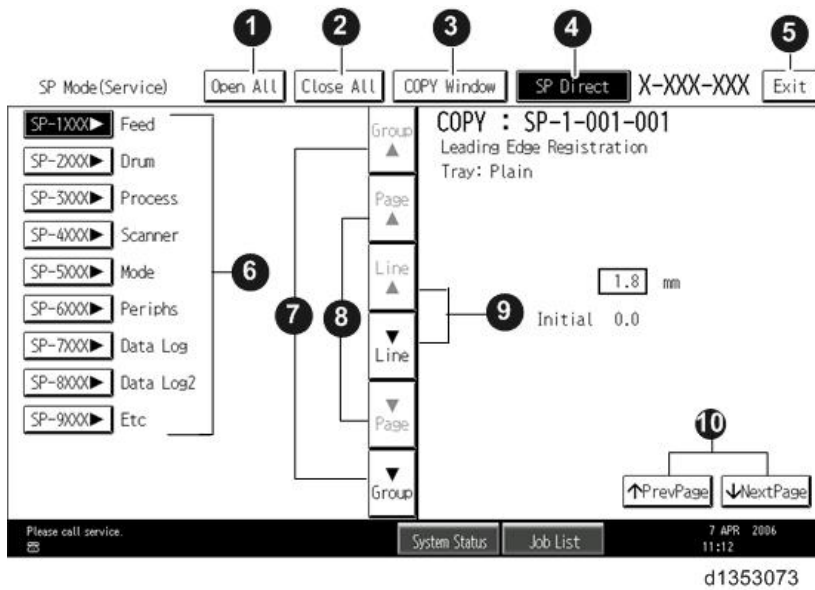 1 2 3 4 5
SP Mode(Service) Open All Close All COPY Window SP Direct X-XXX-XXX Exit
SP-1XXX▶ Feed
SP-2XXX▶ Drum
SP-3XXX▶ Process
SP-4XXX▶ Scanner
SP-5XXX▶ Mode
SP-6XXX▶ Periphs
SP-7XXX▶ Data Log
SP-8XXX▶ Data Log2
SP-9XXX▶ Etc
6
7
8
Group
▲
Page
▲
Line
▲
▼
Line
▼
Page
▼
Group
9
COPY : SP-1-001-001
Leading Edge Registration
Tray: Plain
1.8 mm
Initial 0.0
10
↑PrevPage ↓NextPage
Please call service.
System Status Job List
7 APR 2006
11:12
d1353073